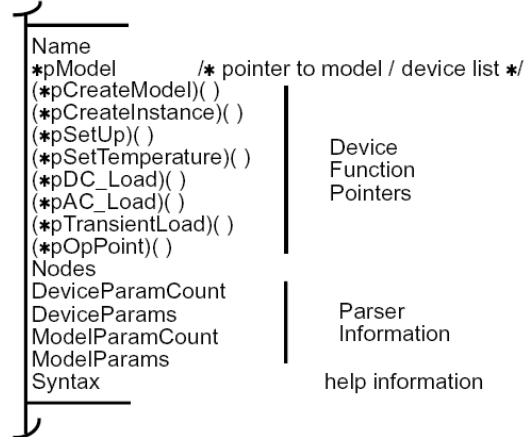 Name
*pModel /* pointer to model / device list */
(*pCreateModel)( )
(*pCreateInstance)( )
(*pSetUp)( )
(*pSetTemperature)( )
(*pDC_Load)( )
(*pAC_Load)( )
(*pTransientLoad)( )
(*pOpPoint)( )
Device
Function
Pointers
Nodes
DeviceParamCount
DeviceParams
ModelParamCount
ModelParams
Parser
Information
Syntax help information